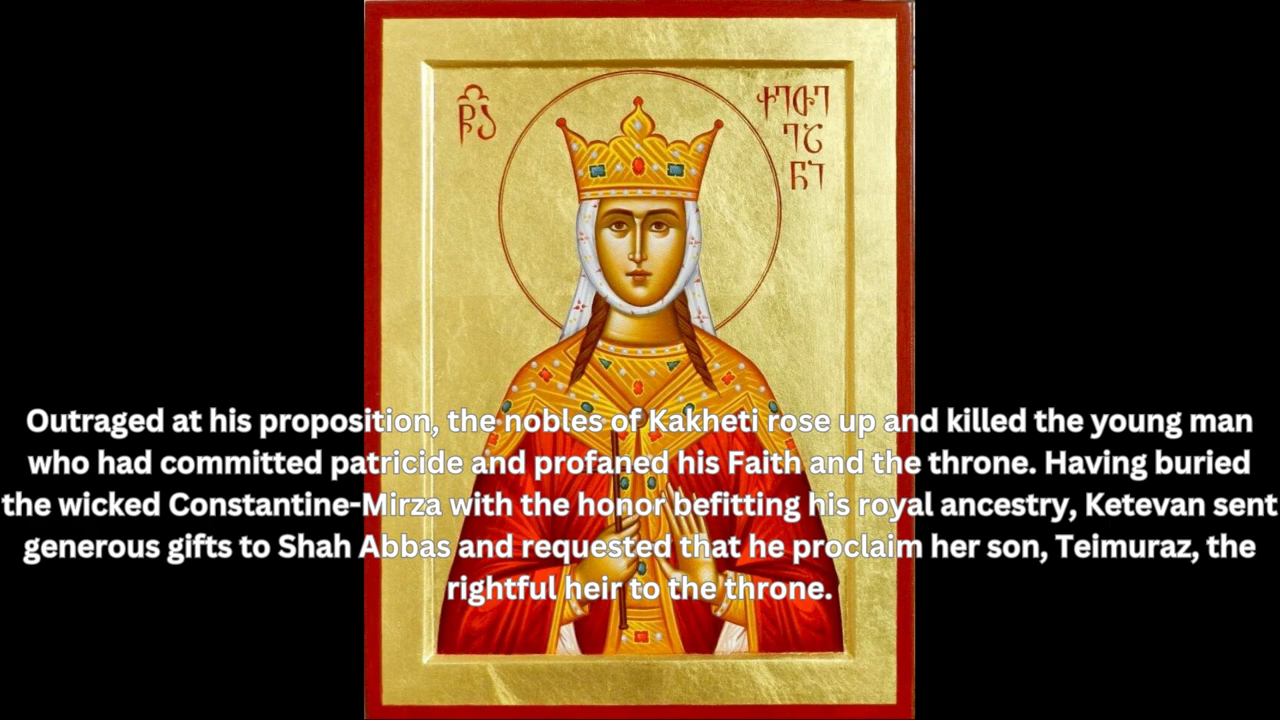 Outraged at his proposition, the nobles of Kakheti rose up and killed the young man
who had committed patricide and profaned his Faith and the throne. Having buried
the wicked Constantine-Mirza with the honor befitting his royal ancestry, Ketevan sent
generous gifts to Shah Abbas and requested that he proclaim her son, Teimuraz, the
rightful heir to the throne.